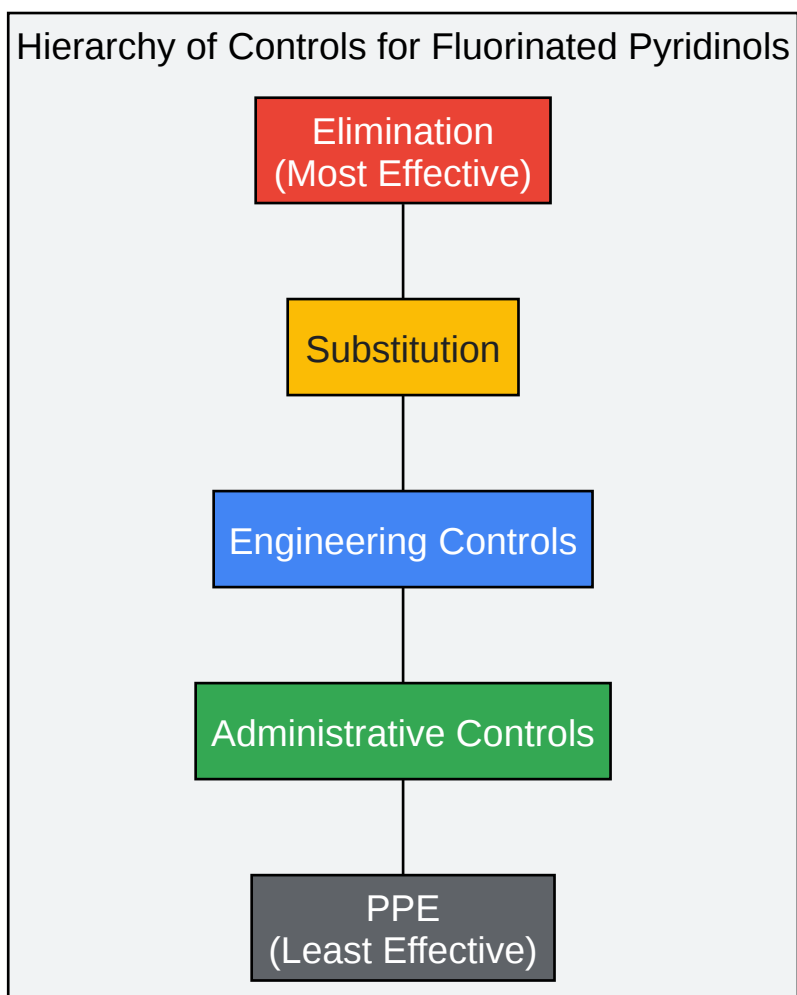 Hierarchy of Controls for Fluorinated Pyridinols
Elimination
(Most Effective)
Substitution
Engineering Controls
Administrative Controls
PPE
(Least Effective)